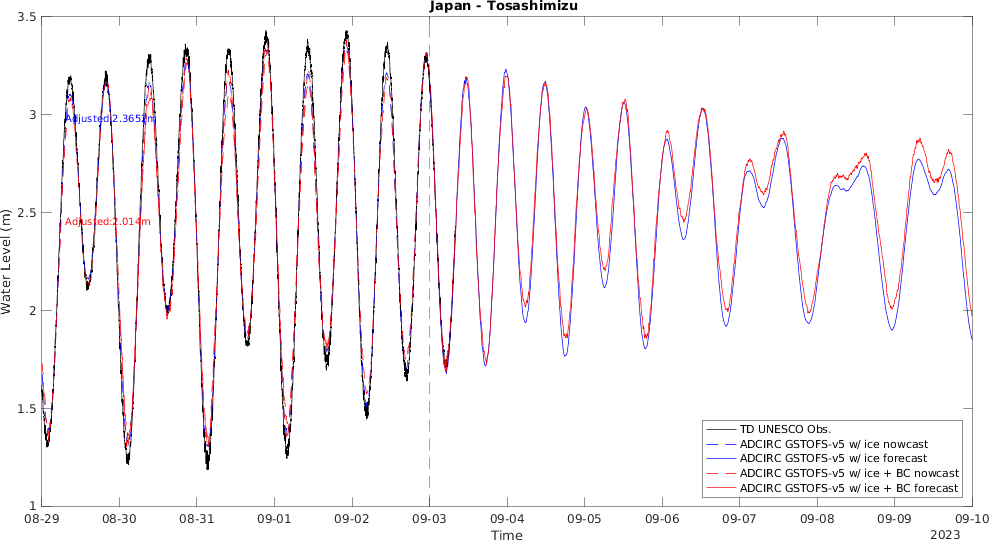 Japan - Tosashimizu
Water Level (m)
3.5
3
2.5
2
1.5
1
Adjusted:2.3652m
Adjusted:2.014m
TD UNESCO Obs.
ADCIRC GSTOFS-v5 w/ ice nowcast
ADCIRC GSTOFS-v5 w/ ice forecast
ADCIRC GSTOFS-v5 w/ ice + BC nowcast
ADCIRC GSTOFS-v5 w/ ice + BC forecast
08-29 08-30 08-31 09-01 09-02 09-03 09-04 09-05 09-06 09-07 09-08 09-09 09-10
Time
2023